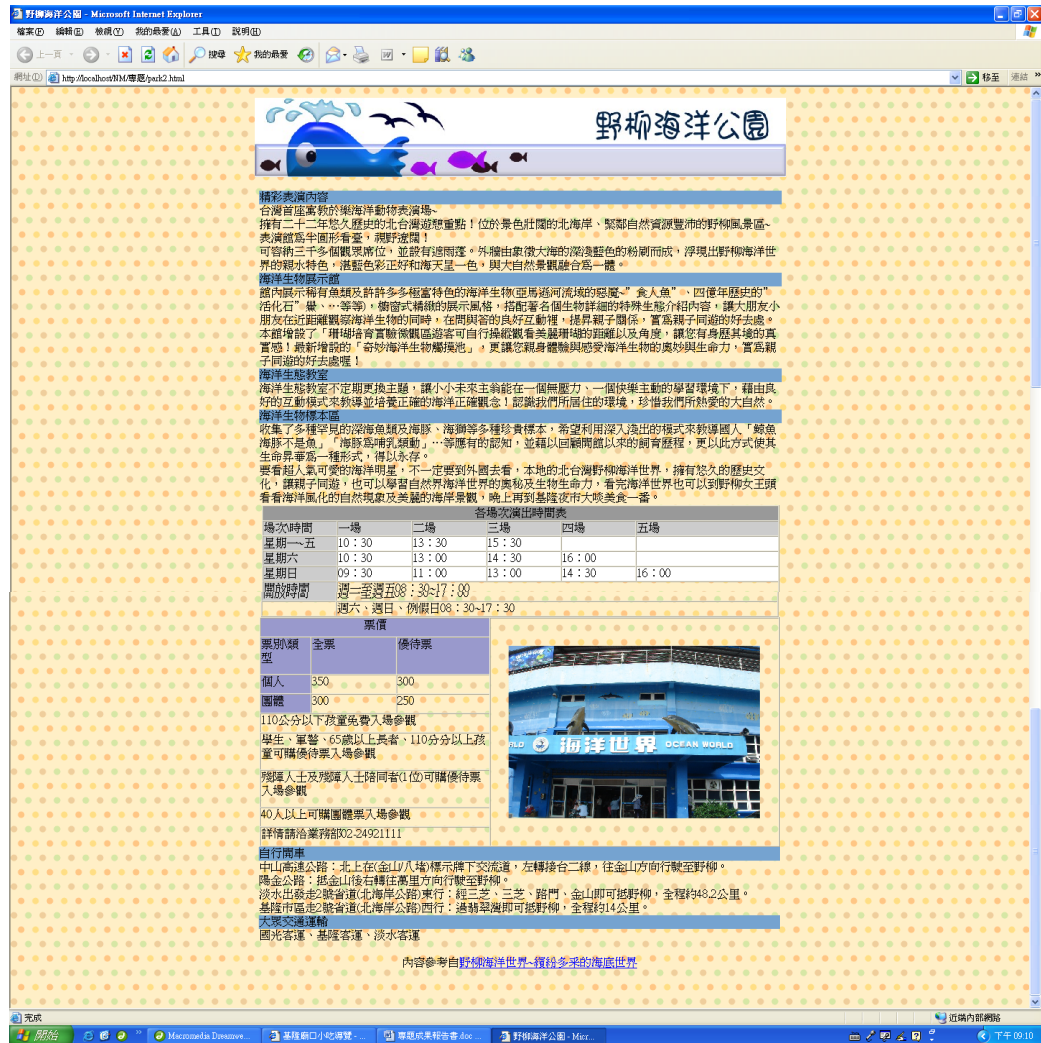 野柳海洋公園 - Microsoft Internet Explorer
檔案(F) 編輯(E) 檢視(V) 我的最愛(A) 工具(T) 說明(H)
上一頁 搜尋 我的最愛
網址(D) http://localhost/NM/專題/park2.html 移至 連結 »
野柳海洋公園
精彩表演內容
台灣首座寓教於樂海洋動物表演場~
擁有二十二年悠久歷史的北台灣遊憩重點！位於景色壯闊的北海岸、緊鄰自然資源豐沛的野柳風景區~
表演館為半圓形看臺，視野遼闊！
可容納三千多個觀眾席位，並設有遮雨蓬。外牆由象徵大海的深淺藍色的粉刷而成，浮現出野柳海洋世
界的親水特色，湛藍色彩正好和海天呈一色，與大自然景觀融合為一體。
海洋生物展示館
館內展示稀有魚類及許許多多極富特色的海洋生物(亞馬遜河流域的惡魔~”食人魚”、四億年歷史的”
活化石”鱟、…等等)，櫥窗式精緻的展示風格，搭配著名個生物詳細的特殊生態介紹內容，讓大朋友小
朋友在近距離觀察海洋生物的同時，在問與答的良好互動裡，提昇親子關係，實為親子同遊的好去處。
本館增設了「珊瑚培育實驗微觀區遊客可自行操縱觀看美麗珊瑚的距離以及角度，讓您有身歷其境的真
實感！最新增設的「奇妙海洋生物觸摸池」，更讓您親身體驗與感受海洋生物的奧妙與生命力，實為親
子同遊的好去處喔！
海洋生態教室
海洋生態教室不定期更換主題，讓小小未來主翁能在一個無壓力、一個快樂主動的學習環境下，藉由良
好的互動模式來教導並培養正確的海洋正確觀念！認識我們所居住的環境，珍惜我們所熱愛的大自然。
海洋生物標本區
收集了多種罕見的深海魚類及海豚、海獅等多種珍貴標本，希望利用深入淺出的模式來教導國人「鯨魚
海豚不是魚」「海豚為哺乳類動」…等應有的認知，並藉以回顧開館以來的飼育歷程，更以此方式使其
生命昇華為一種形式，得以永存。
要看超人氣可愛的海洋明星，不一定要到外國去看，本地的北台灣野柳海洋世界，擁有悠久的歷史文
化，讓親子同遊，也可以學習自然界海洋世界的奧秘及生物生命力，看完海洋世界也可以到野柳女王頭
看看海洋風化的自然現象及美麗的海岸景觀，晚上再到基隆夜市大啖美食一番。
各場次演出時間表
場次\時間 一場 二場 三場 四場 五場
星期一~五 10：30 13：30 15：30
星期六 10：30 13：00 14：30 16：00
星期日 09：30 11：00 13：00 14：30 16：00
開放時間 週一至週五08：30~17：00
週六、週日、例假日08：30~17：30
票價
票別\類型 全票 優待票
個人 350 300
團體 300 250
110公分以下孩童免費入場參觀
學生、軍警、65歲以上長者、110分分以上孩
童可購優待票入場參觀
殘障人士及殘障人士陪同者(1位)可購優待票
入場參觀
40人以上可購團體票入場參觀
詳情請洽業務部02-24921111
海洋世界 OCEAN WORLD
自行開車
中山高速公路：北上在(金山/八堵)標示牌下交流道，左轉接台二線，往金山方向行駛至野柳。
陽金公路：抵金山後右轉往萬里方向行駛至野柳。
淡水出發走2號省道(北海岸公路)東行：經三芝、三芝、路門、金山即可抵野柳，全程約48.2公里。
基隆市區走2號省道(北海岸公路)西行：過翡翠灣即可抵野柳，全程約14公里。
大眾交通運輸
國光客運、基隆客運、淡水客運
內容參考自野柳海洋世界~繽紛多采的海底世界
完成 近端內部網路
開始 Macromedia Dreamwe... 基隆廟口小吃導覽 - ... 專題成果報告書.doc ... 野柳海洋公園 - Micr... 下午 09:10